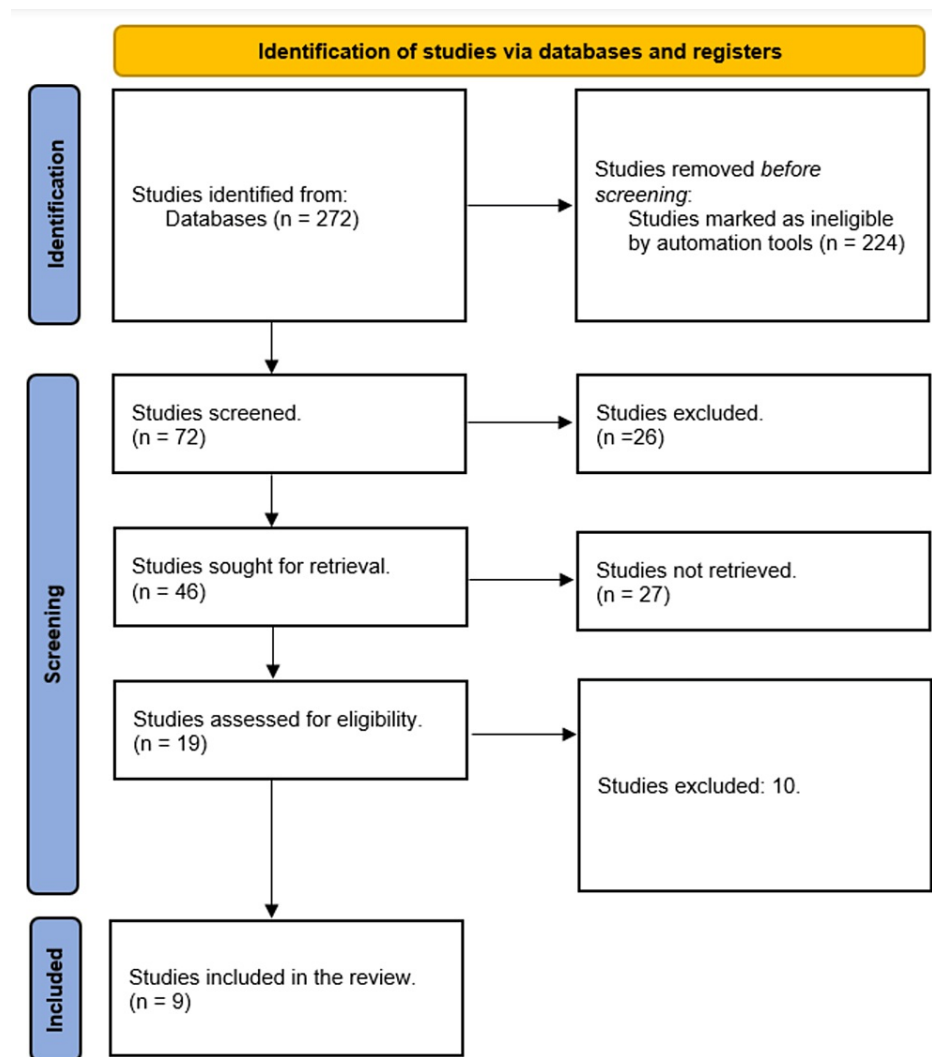 Identification of studies via databases and registers
Identification
Studies identified from:
Databases (n = 272)
Studies removed before
screening:
Studies marked as ineligible
by automation tools (n = 224)
Screening
Studies screened.
(n = 72)
Studies excluded.
(n =26)
Studies sought for retrieval.
(n = 46)
Studies not retrieved.
(n = 27)
Studies assessed for eligibility.
(n = 19)
Studies excluded: 10.
Included
Studies included in the review.
(n = 9)